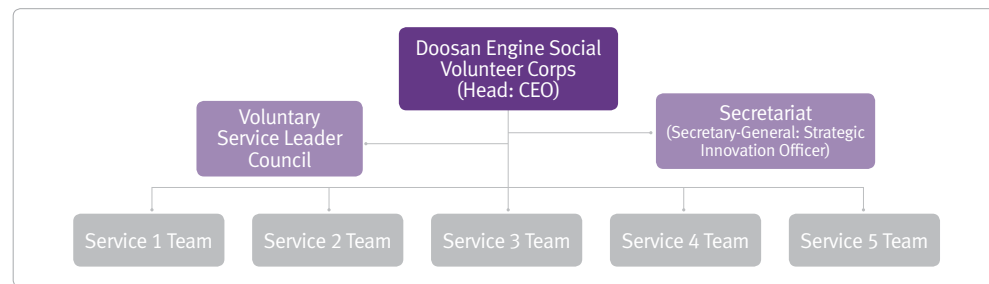 Doosan Engine Social
Volunteer Corps
(Head: CEO)
Voluntary
Service Leader
Council
Secretariat
(Secretary-General: Strategic
Innovation Officer)
Service 1 Team
Service 2 Team
Service 3 Team
Service 4 Team
Service 5 Team